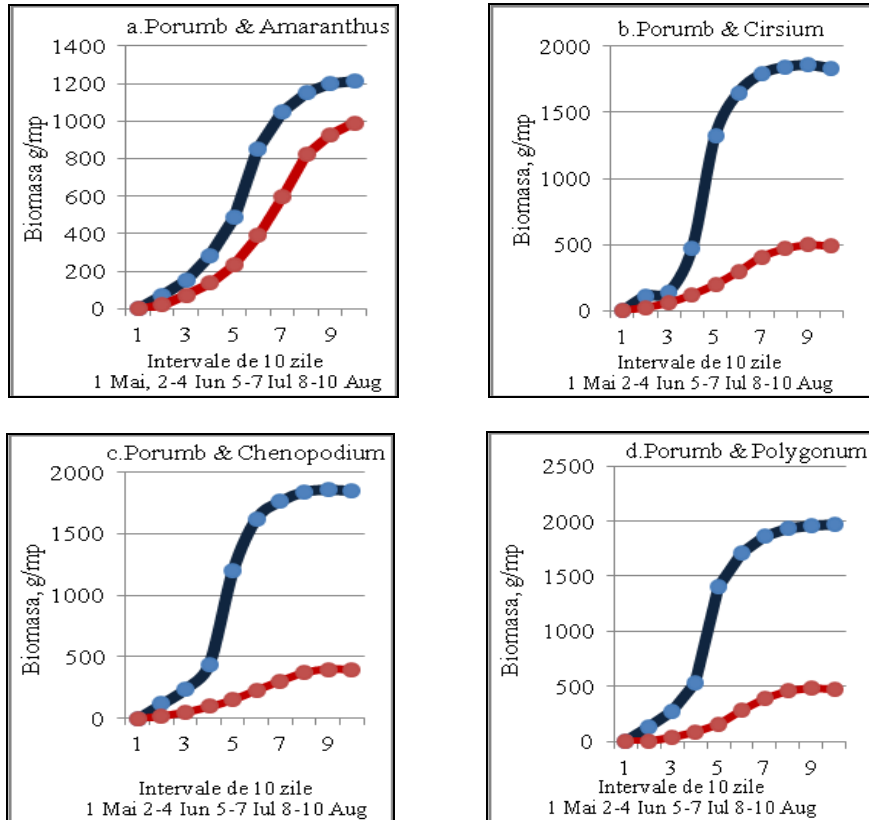 a.Porumb & Amaranthus
1400
1200
1000
800
600
400
200
0
Biomasa g/mp
1 3 5 7 9
Intervale de 10 zile
1 Mai, 2-4 Iun 5-7 Iul 8-10 Aug
b.Porumb & Cirsium
2000
1500
1000
500
0
Biomasa, g/mp
1 3 5 7 9
Intervale de 10 zile
1 Mai 2-4 Iun 5-7 Iul 8-10 Aug
c.Porumb & Chenopodium
2000
1500
1000
500
0
Biomasa, g/mp
1 3 5 7 9
Intervale de 10 zile
1 Mai 2-4 Iun 5-7 Iul 8-10 Aug
d.Porumb & Polygonum
2500
2000
1500
1000
500
0
Biomasa, g/mp
1 3 5 7 9
Intervale de 10 zile
1 Mai 2-4 Iun 5-7 Iul 8-10 Aug